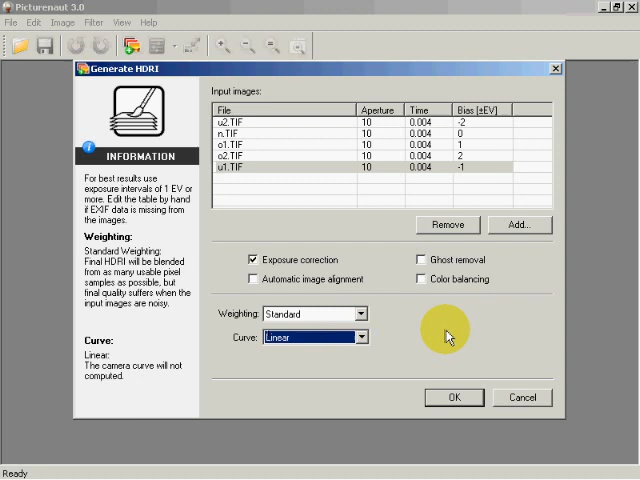 Picturenaut 3.0
File Edit Image Filter View Help
Generate HDRI
INFORMATION
For best results use
exposure intervals of 1 EV or
more. Edit the table by hand
if EXIF data is missing from
the images.
Weighting:
Standard Weighting:
Final HDRI will be blended
from as many usable pixel
samples as possible, but
final quality suffers when the
input images are noisy.
Curve:
Linear:
The camera curve will not
computed.
Input images:
File Aperture Time Bias [±EV]
u2.TIF 10 0.004 -2
n.TIF 10 0.004 0
o1.TIF 10 0.004 1
o2.TIF 10 0.004 2
u1.TIF 10 0.004 -1
Remove Add...
Exposure correction Ghost removal
Automatic image alignment Color balancing
Weighting: Standard
Curve: Linear
OK Cancel
Ready